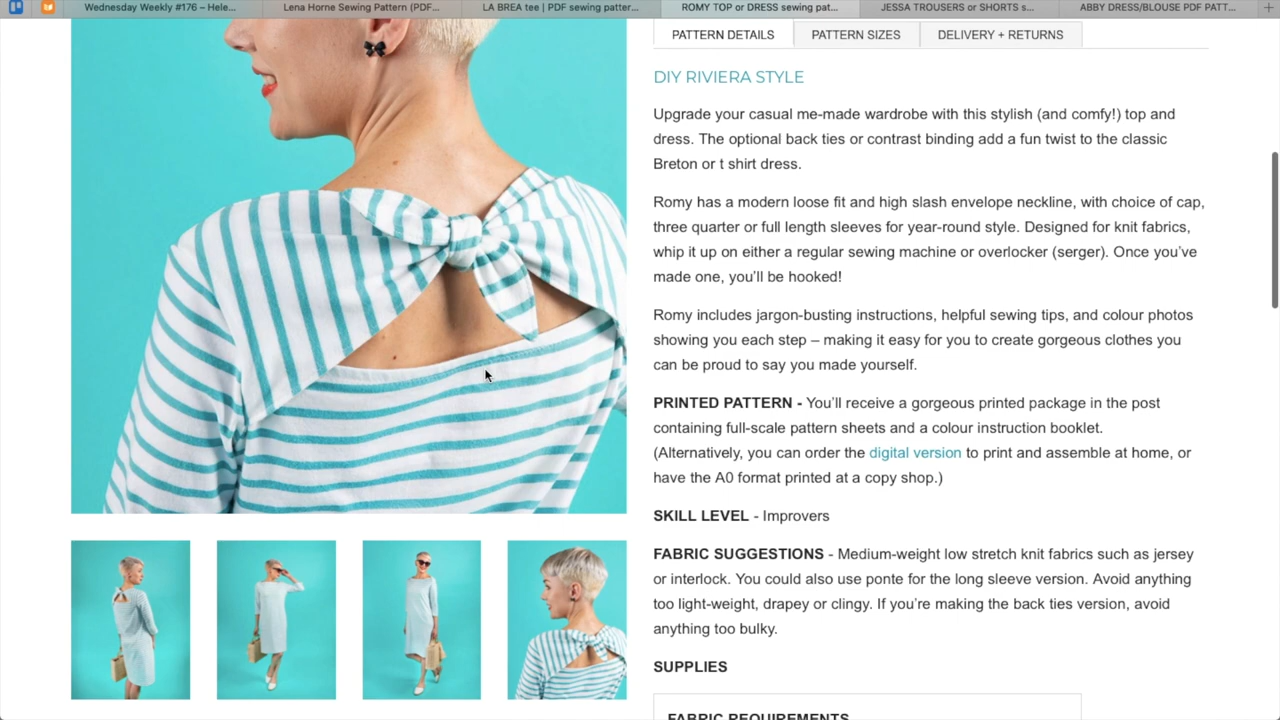 Wednesday Weekly #176 – Hele...
Lena Horne Sewing Pattern (PDF...
LA BREA tee | PDF sewing patter...
ROMY TOP or DRESS sewing pat...
JESSA TROUSERS or SHORTS s...
ABBY DRESS/BLOUSE PDF PATT...
PATTERN DETAILS
PATTERN SIZES
DELIVERY + RETURNS
DIY RIVIERA STYLE
Upgrade your casual me-made wardrobe with this stylish (and comfy!) top and
dress. The optional back ties or contrast binding add a fun twist to the classic
Breton or t shirt dress.
Romy has a modern loose fit and high slash envelope neckline, with choice of cap,
three quarter or full length sleeves for year-round style. Designed for knit fabrics,
whip it up on either a regular sewing machine or overlocker (serger). Once you've
made one, you'll be hooked!
Romy includes jargon-busting instructions, helpful sewing tips, and colour photos
showing you each step – making it easy for you to create gorgeous clothes you
can be proud to say you made yourself.
PRINTED PATTERN - You'll receive a gorgeous printed package in the post
containing full-scale pattern sheets and a colour instruction booklet.
(Alternatively, you can order the digital version to print and assemble at home, or
have the A0 format printed at a copy shop.)
SKILL LEVEL - Improvers
FABRIC SUGGESTIONS - Medium-weight low stretch knit fabrics such as jersey
or interlock. You could also use ponte for the long sleeve version. Avoid anything
too light-weight, drapey or clingy. If you're making the back ties version, avoid
anything too bulky.
SUPPLIES
FABRIC REQUIREMENTS